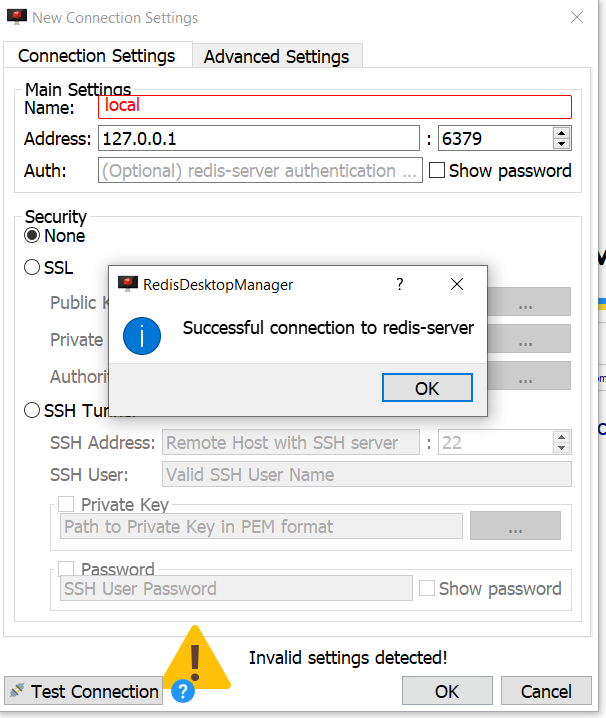 New Connection Settings
Connection Settings
Advanced Settings
Main Settings
Name: local
Address: 127.0.0.1 : 6379
Auth: (Optional) redis-server authentication ... Show password
Security
None
SSL
RedisDesktopManager ?
Successful connection to redis-server
OK
Public ...
Private ...
...
SSH
SSH Address: Remote Host with SSH server : 22
SSH User: Valid SSH User Name
Private Key
Path to Private Key in PEM format ...
Password
SSH User Password Show password
Invalid settings detected!
Test Connection ? OK Cancel